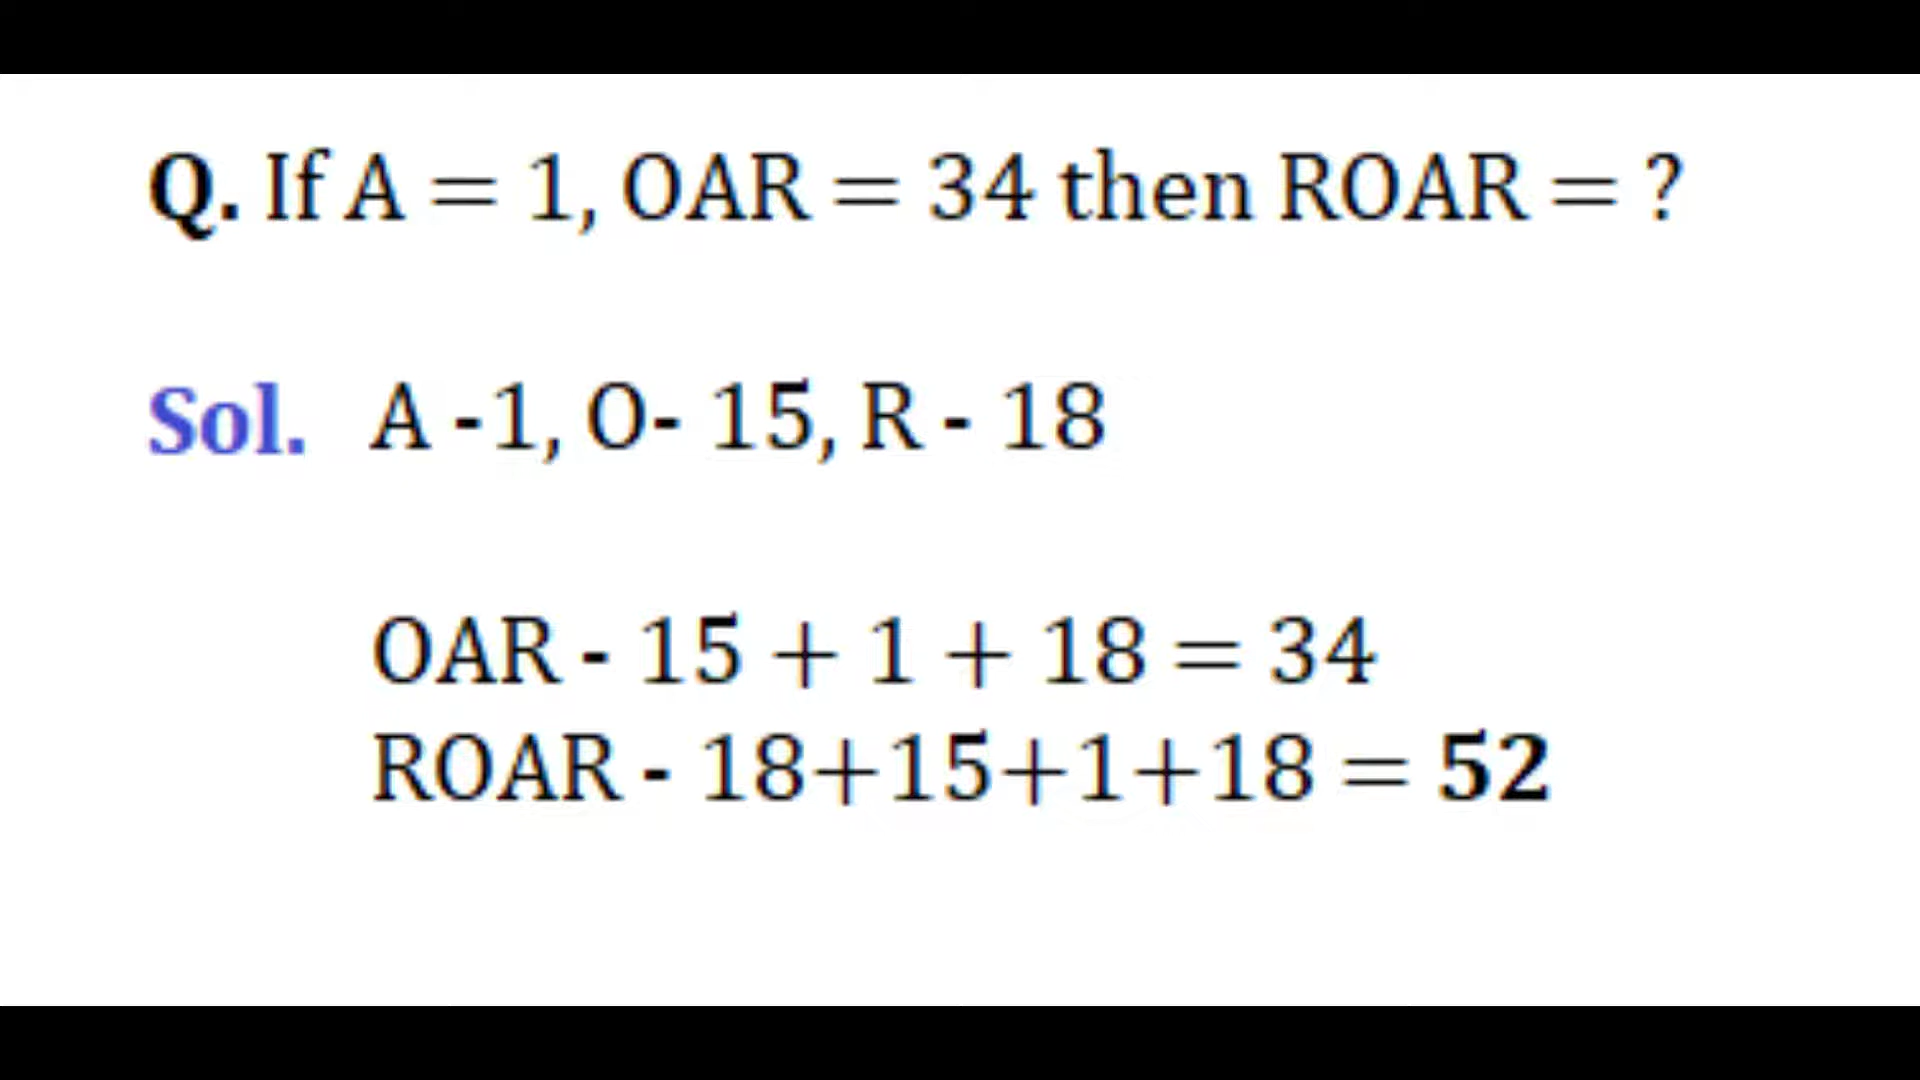 Q. If A = 1, OAR = 34 then ROAR = ?
Sol. A -1, O- 15, R - 18
OAR - 15 + 1 + 18 = 34
ROAR - 18+15+1+18 = 52